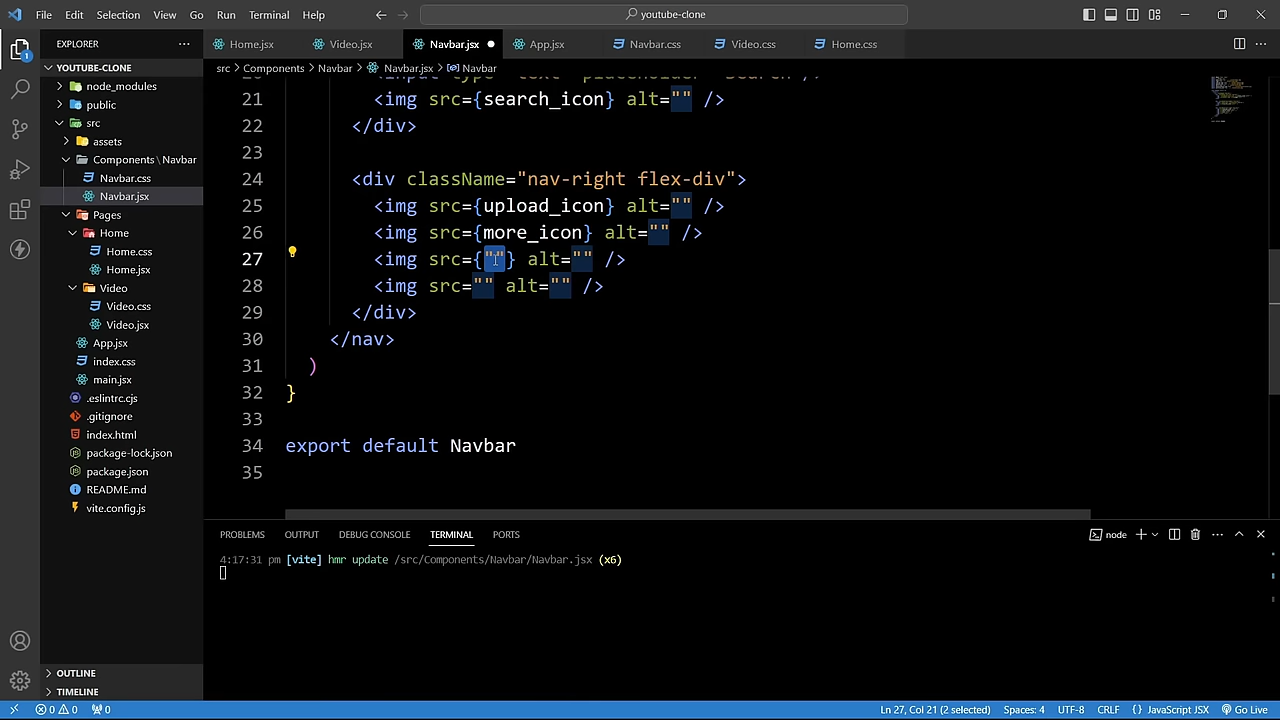 File Edit Selection View Go Run Terminal Help
youtube-clone
EXPLORER
Home.jsx Video.jsx Navbar.jsx App.jsx Navbar.css Video.css Home.css
YOUTUBE-CLONE
src > Components > Navbar > Navbar.jsx > Navbar
node_modules
public
src
assets
Components \ Navbar
Navbar.css
Navbar.jsx
Pages
Home
Home.css
Home.jsx
Video
Video.css
Video.jsx
App.jsx
index.css
main.jsx
.eslintrc.cjs
.gitignore
index.html
package-lock.json
package.json
README.md
vite.config.js
OUTLINE
TIMELINE
21 <img src={search_icon} alt="" />
22 </div>
23
24 <div className="nav-right flex-div">
25 <img src={upload_icon} alt="" />
26 <img src={more_icon} alt="" />
27 <img src={""} alt="" />
28 <img src="" alt="" />
29 </div>
30 </nav>
31 )
32 }
33
34 export default Navbar
35
PROBLEMS OUTPUT DEBUG CONSOLE TERMINAL PORTS
node
4:17:31 pm [vite] hmr update /src/Components/Navbar/Navbar.jsx (x6)
0 0 0 Ln 27, Col 21 (2 selected) Spaces: 4 UTF-8 CRLF {} JavaScript JSX Go Live